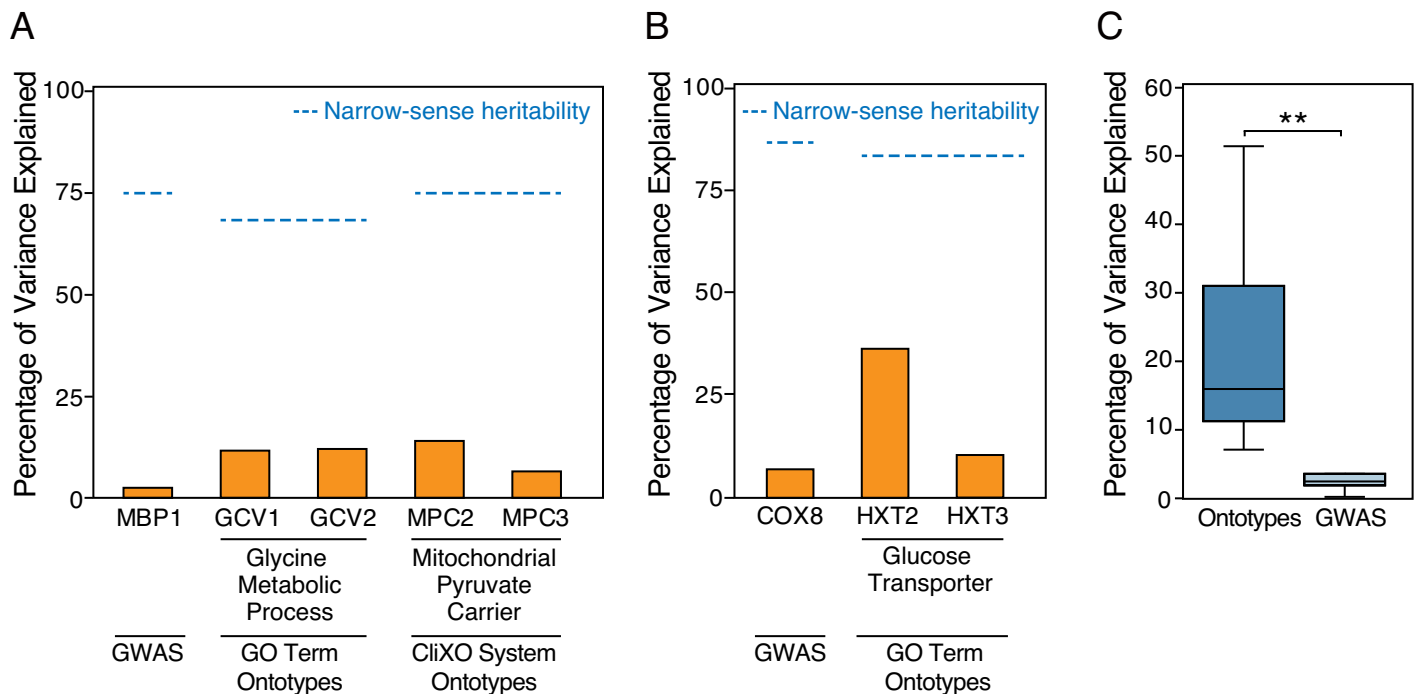 A
Percentage of Variance Explained
100
75
50
25
0
--- Narrow-sense heritability
MBP1 GCV1 GCV2 MPC2 MPC3
Glycine
Metabolic
Process
Mitochondrial
Pyruvate
Carrier
GWAS
GO Term
Ontotypes
CliXO System
Ontotypes
B
Percentage of Variance Explained
100
75
50
25
0
--- Narrow-sense heritability
COX8 HXT2 HXT3
Glucose
Transporter
GWAS
GO Term
Ontotypes
C
Percentage of Variance Explained
60
50
40
30
20
10
0
**
Ontotypes GWAS